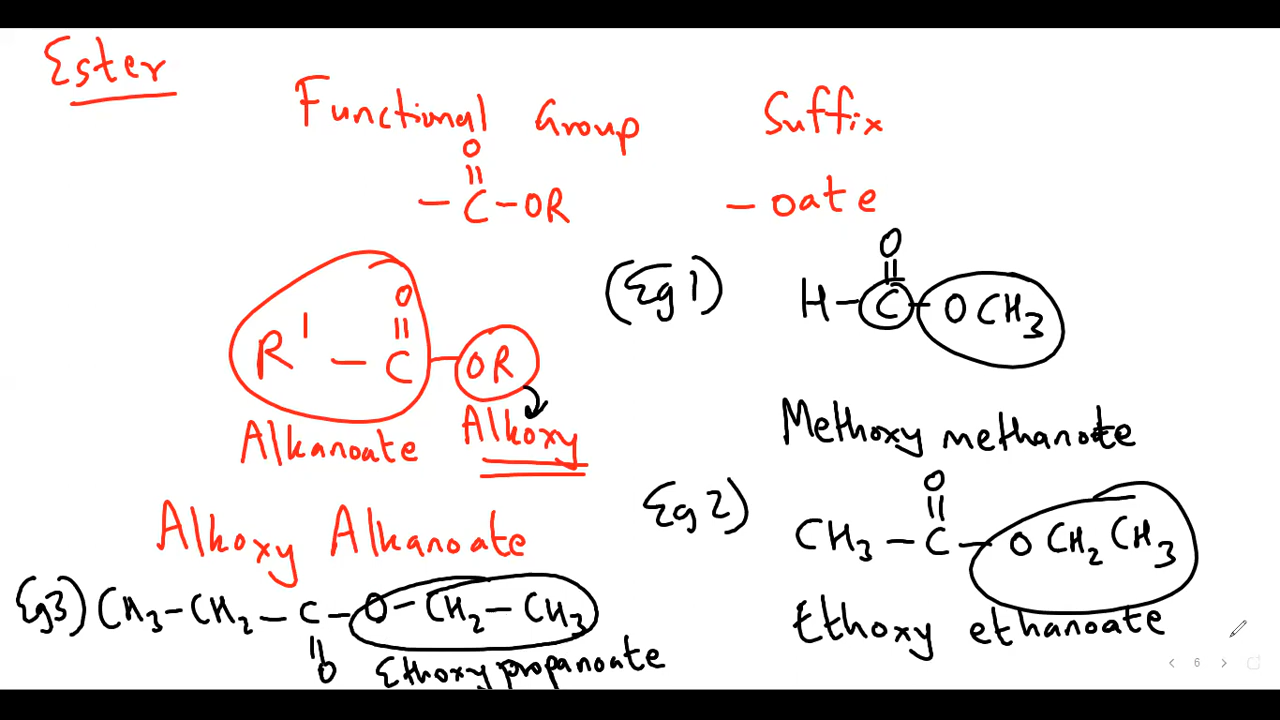 Ester
Functional Group Suffix
O
||
— C – OR – oate
R' — C — OR
||
O
Alkanoate Alkoxy
Alkoxy Alkanoate
(Eg 1)
O
||
H – C – OCH3
Methoxy methanoate
Eg 2)
O
||
CH3 – C – OCH2CH3
Ethoxy ethanoate
Eg3) CH3 – CH2 – C – O – CH2 – CH3
||
O
Ethoxy propanoate
6